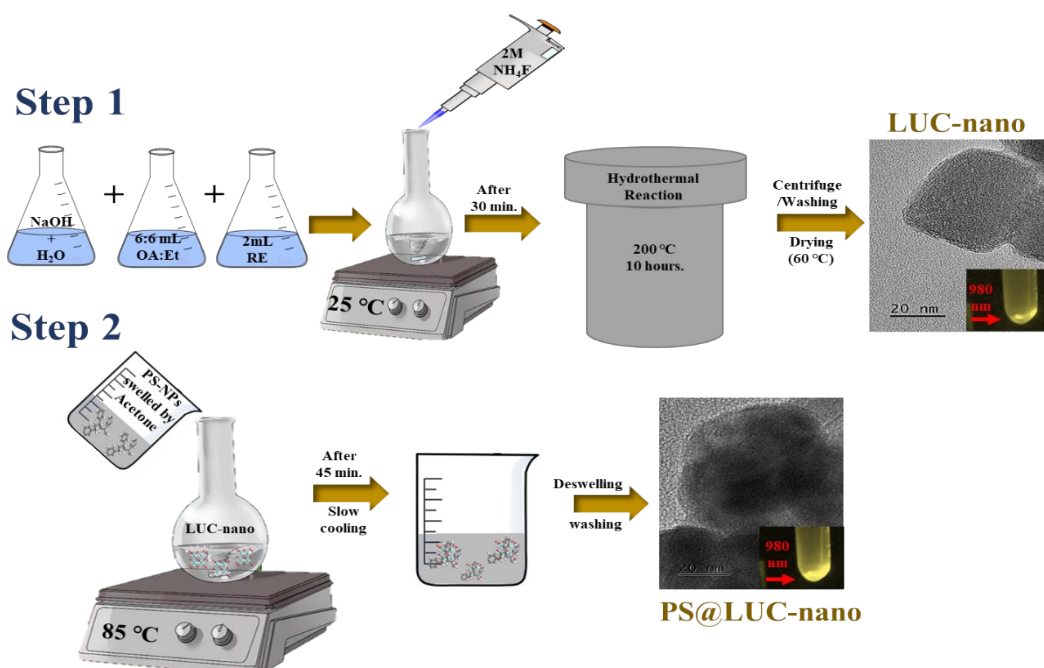 Step 1
NaOH
+
H₂O
+
6:6 mL
OA:Et
+
2mL
RE
2M
NH₄F
25 °C
After
30 min.
Hydrothermal
Reaction
200 °C
10 hours.
Centrifuge
/Washing
Drying
(60 °C)
LUC-nano
20 nm
980
nm
Step 2
PS-NPs
swelled by
Acetone
LUC-nano
85 °C
After
45 min.
Slow
cooling
Deswelling
washing
20 nm
980
nm
PS@LUC-nano